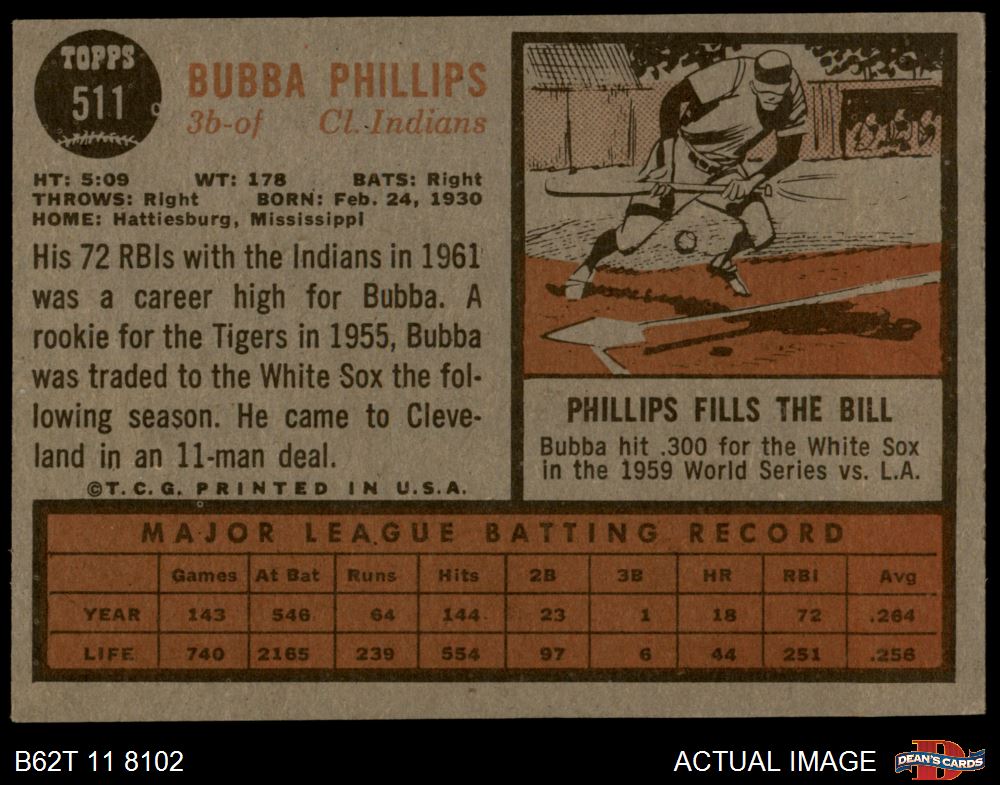 TOPPS
511
BUBBA PHILLIPS
3b-of Cl. Indians
HT: 5:09 WT: 178 BATS: Right
THROWS: Right BORN: Feb. 24, 1930
HOME: Hattiesburg, Mississippi
His 72 RBIs with the Indians in 1961
was a career high for Bubba. A
rookie for the Tigers in 1955, Bubba
was traded to the White Sox the fol-
lowing season. He came to Cleve-
land in an 11-man deal.
©T.C.G. PRINTED IN U.S.A.
PHILLIPS FILLS THE BILL
Bubba hit .300 for the White Sox
in the 1959 World Series vs. L.A.
MAJOR LEAGUE BATTING RECORD
Games At Bat Runs Hits 2B 3B HR RBI Avg
YEAR 143 546 64 144 23 1 18 72 .264
LIFE 740 2165 239 554 97 6 44 251 .256
B62T 11 8102
ACTUAL IMAGE
DEAN'S CARDS